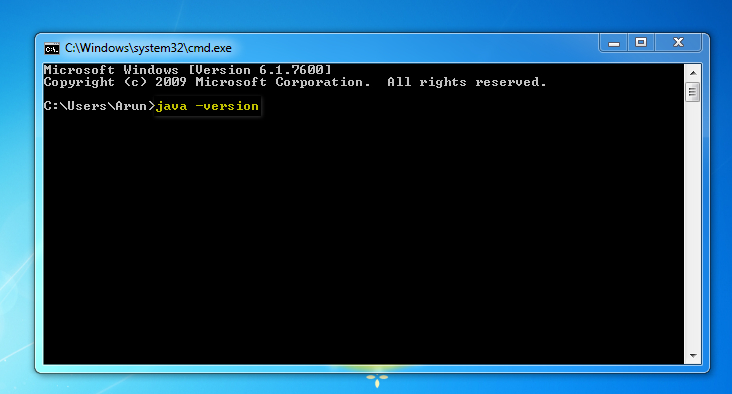 C:\Windows\system32\cmd.exe
Microsoft Windows [Version 6.1.7600]
Copyright (c) 2009 Microsoft Corporation.  All rights reserved.
C:\Users\Arun>java -version